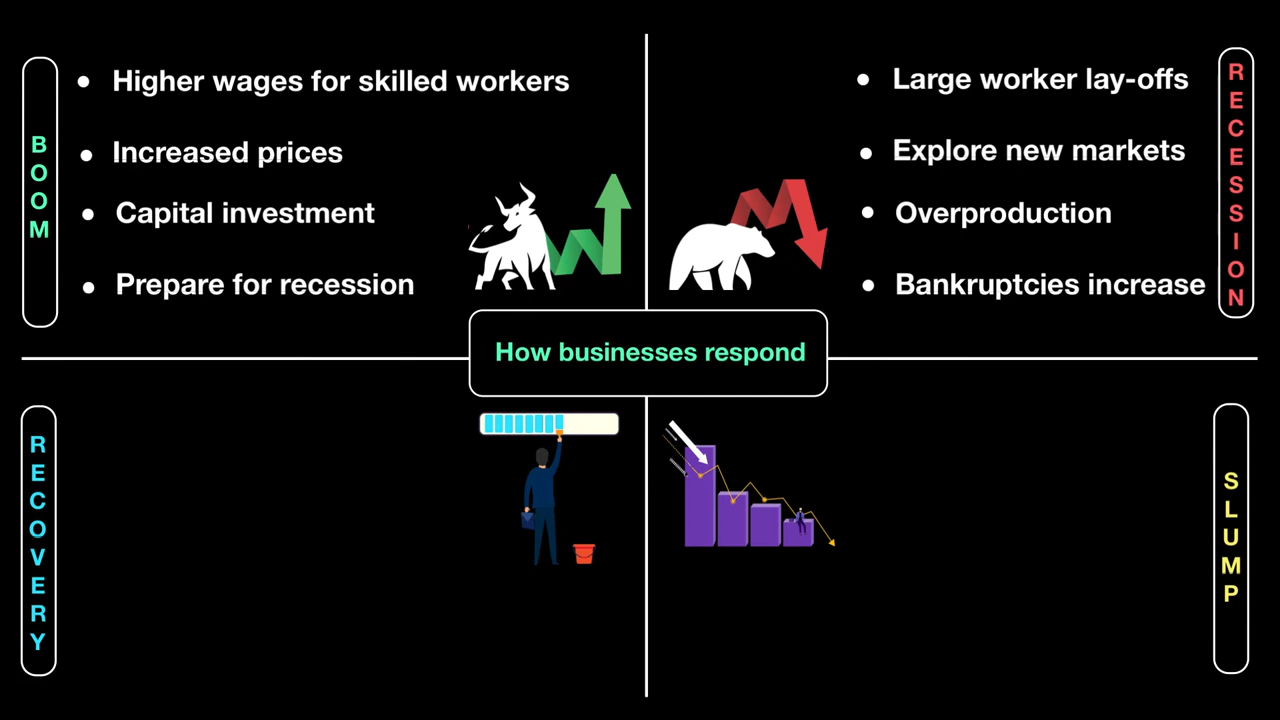 BOOM
• Higher wages for skilled workers
• Increased prices
• Capital investment
• Prepare for recession
• Large worker lay-offs
• Explore new markets
• Overproduction
• Bankruptcies increase
RECESSION
How businesses respond
RECOVERY
SLUMP